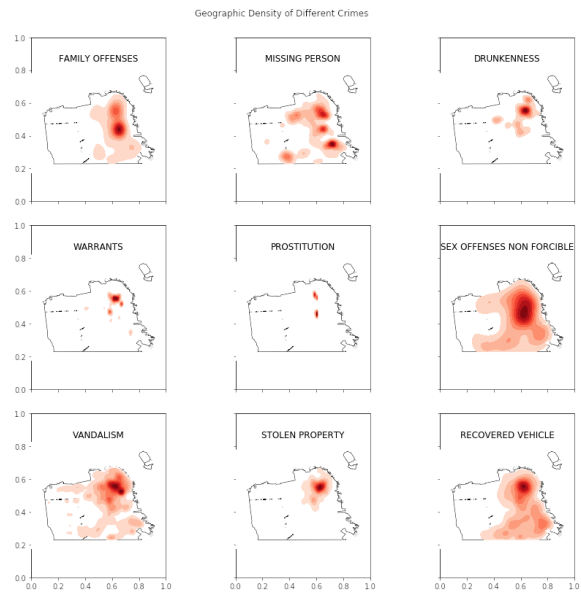 Geographic Density of Different Crimes
1.0
0.8
0.6
0.4
0.2
0.0
FAMILY OFFENSES
MISSING PERSON
DRUNKENNESS
1.0
0.8
0.6
0.4
0.2
0.0
WARRANTS
PROSTITUTION
SEX OFFENSES NON FORCIBLE
1.0
0.8
0.6
0.4
0.2
0.0
VANDALISM
STOLEN PROPERTY
RECOVERED VEHICLE
0.0 0.2 0.4 0.6 0.8 1.0 0.0 0.2 0.4 0.6 0.8 1.0 0.0 0.2 0.4 0.6 0.8 1.0